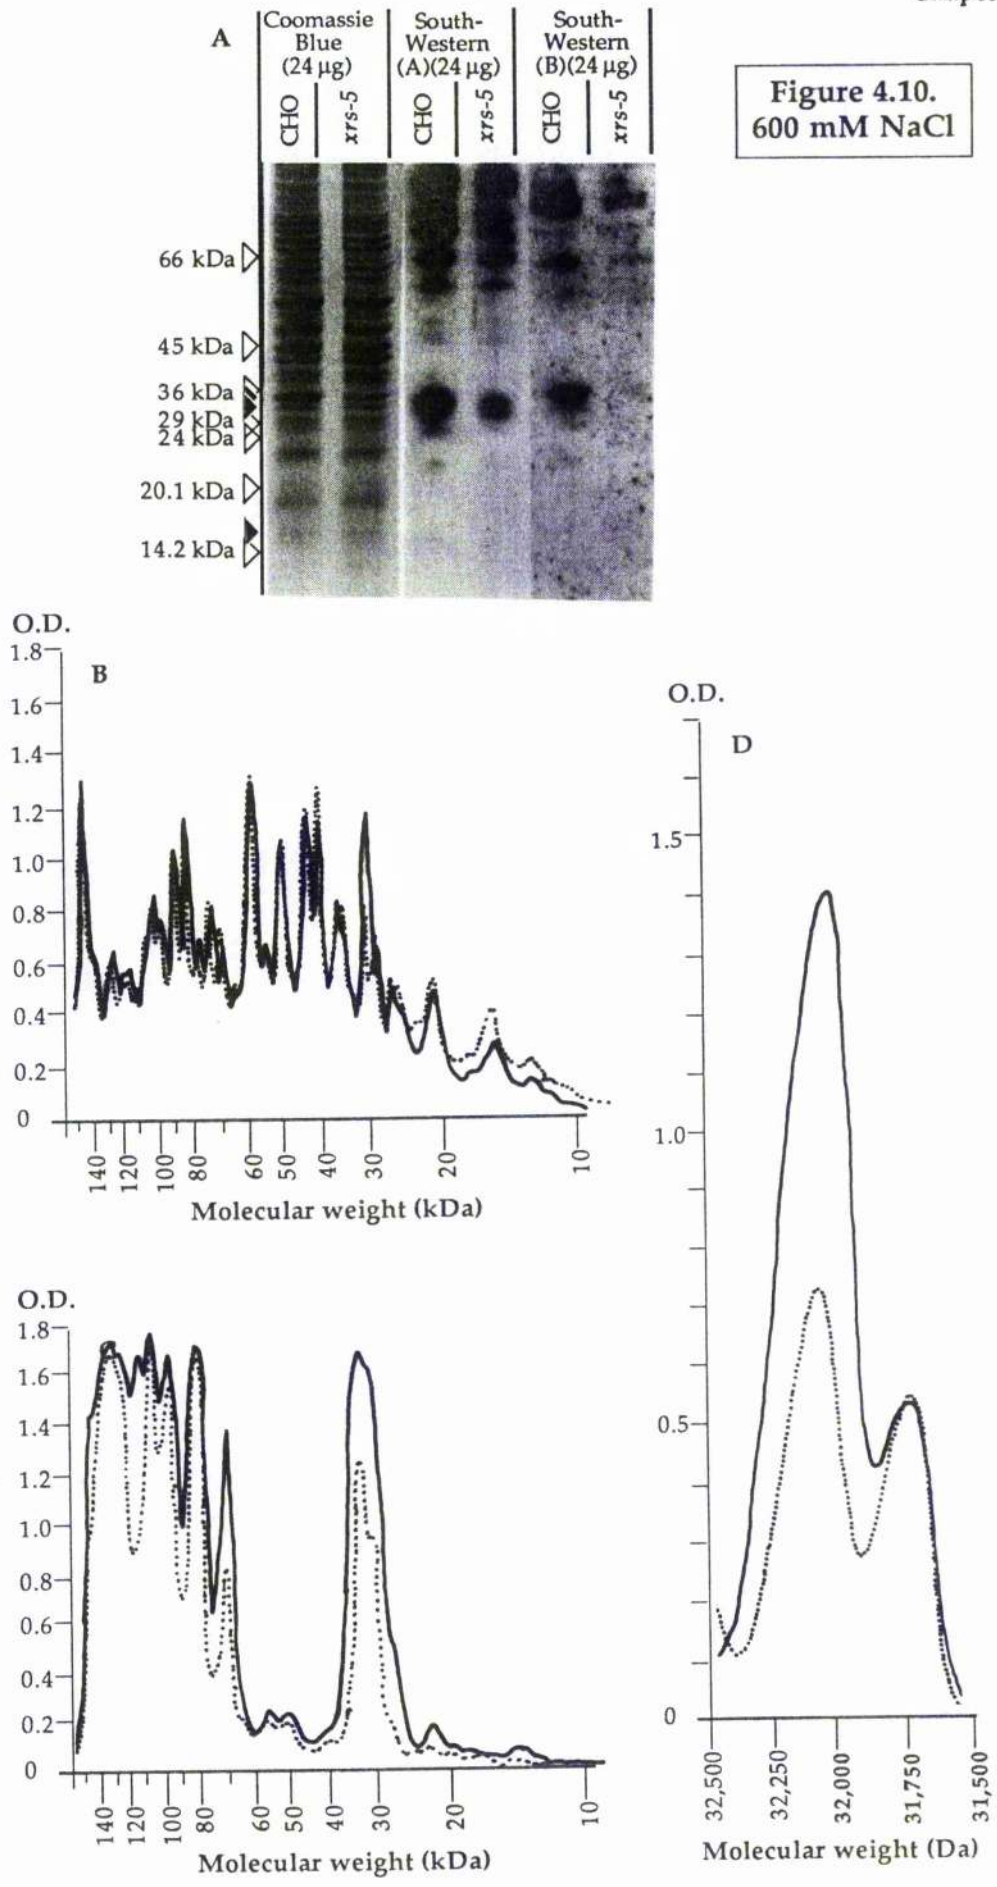 A
Coomassie
Blue
(24 µg)
South-
Western
(A)(24 µg)
South-
Western
(B)(24 µg)
CHO
xrs-5
CHO
xrs-5
CHO
xrs-5
Figure 4.10.
600 mM NaCl
66 kDa
45 kDa
36 kDa
29 kDa
24 kDa
20.1 kDa
14.2 kDa
O.D.
B
1.8
1.6
1.4
1.2
1.0
0.8
0.6
0.4
0.2
0
140
120
100
80
60
50
40
30
20
10
Molecular weight (kDa)
O.D.
1.8
1.6
1.4
1.2
1.0
0.8
0.6
0.4
0.2
0
140
120
100
80
60
50
40
30
20
10
Molecular weight (kDa)
O.D.
D
1.5
1.0
0.5
0
32,500
32,250
32,000
31,750
31,500
Molecular weight (Da)